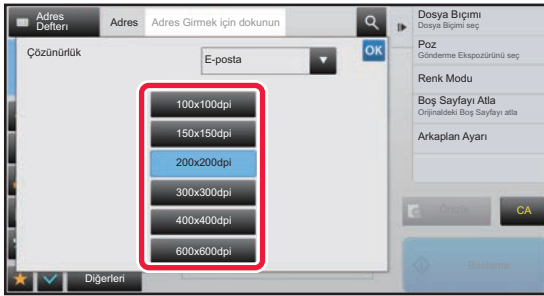 Adres
Defteri
Adres
Adres Girmek için dokunun
Çözünürlük
E-posta
OK
100x100dpi
150x150dpi
200x200dpi
300x300dpi
400x400dpi
600x600dpi
Diğerleri
Dosya Biçimi
Dosya Biçimi seç
Poz
Gönderme Ekspozürünü seç
Renk Modu
Boş Sayfayı Atla
Orijinaldeki Boş Sayfayı atla
Arkaplan Ayarı
CA